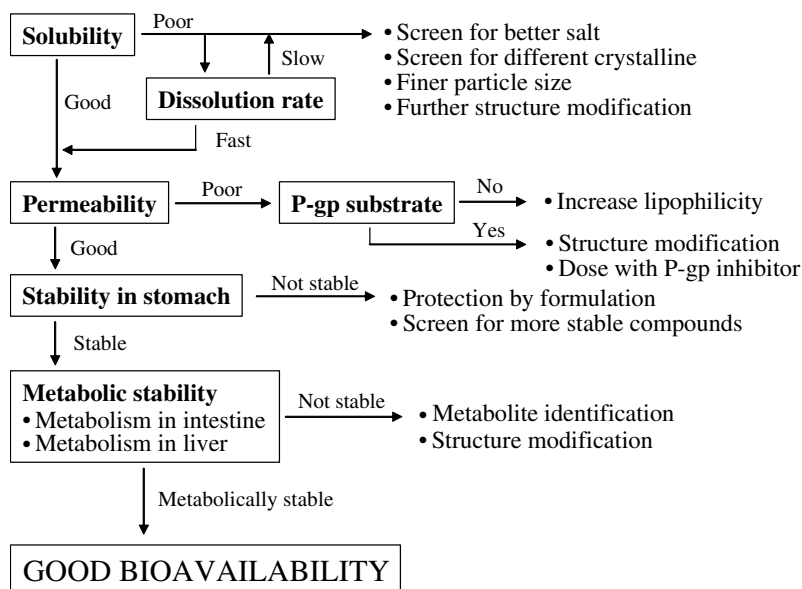 Solubility
Poor
• Screen for better salt
• Screen for different crystalline
• Finer particle size
• Further structure modification
Slow
Good
Dissolution rate
Fast
Permeability
Poor
P-gp substrate
No
• Increase lipophilicity
Yes
• Structure modification
• Dose with P-gp inhibitor
Good
Stability in stomach
Not stable
• Protection by formulation
• Screen for more stable compounds
Stable
Metabolic stability
• Metabolism in intestine
• Metabolism in liver
Not stable
• Metabolite identification
• Structure modification
Metabolically stable
GOOD BIOAVAILABILITY